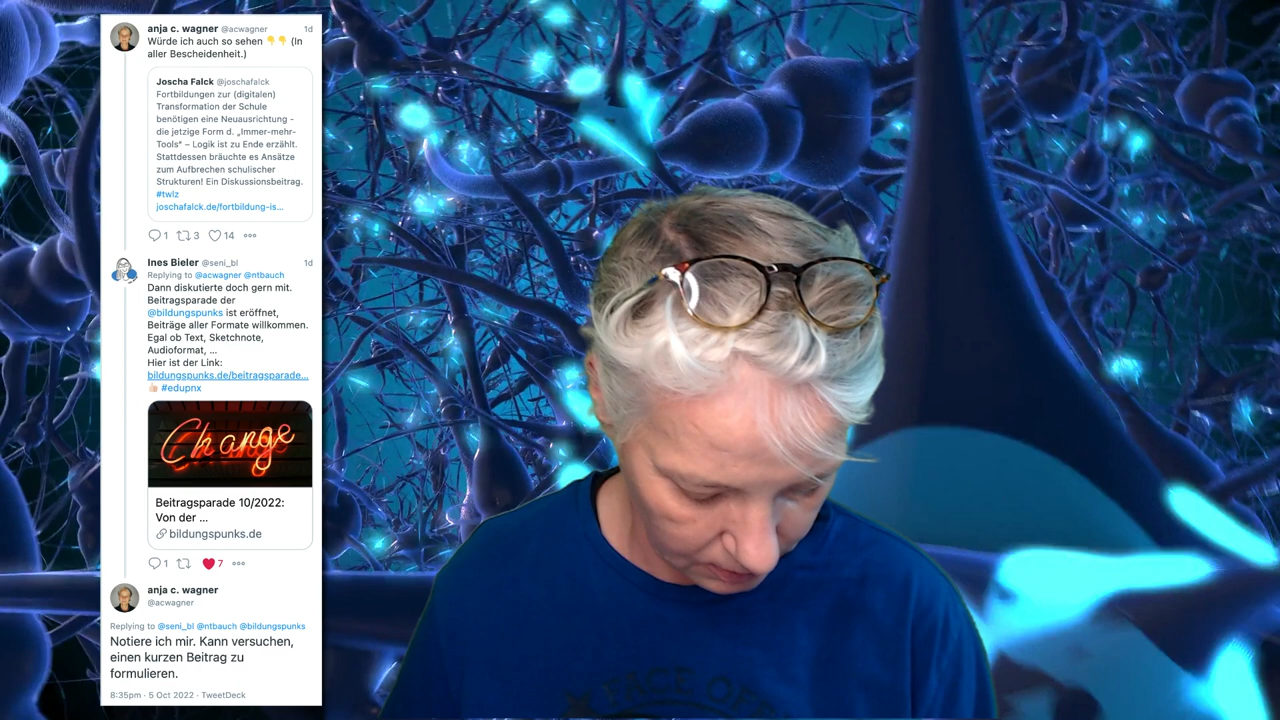 anja c. wagner @acwagner 1d
Würde ich auch so sehen 👇👇 (In
aller Bescheidenheit.)
Joscha Falck @joschafalck
Fortbildungen zur (digitalen)
Transformation der Schule
benötigen eine Neuausrichtung -
die jetzige Form d. „Immer-mehr-
Tools“ – Logik ist zu Ende erzählt.
Stattdessen bräuchte es Ansätze
zum Aufbrechen schulischer
Strukturen! Ein Diskussionsbeitrag.
#twlz
joschafalck.de/fortbildung-is...
1 3 14
Ines Bieler @seni_bl 1d
Replying to @acwagner @ntbauch
Dann diskutierte doch gern mit.
Beitragsparade der
@bildungspunks ist eröffnet,
Beiträge aller Formate willkommen.
Egal ob Text, Sketchnote,
Audioformat, ...
Hier ist der Link:
bildungspunks.de/beitragsparade...
👍🏻 #edupnx
Change
Beitragsparade 10/2022:
Von der ...
bildungspunks.de
1 7
anja c. wagner
@acwagner
Replying to @seni_bl @ntbauch @bildungspunks
Notiere ich mir. Kann versuchen,
einen kurzen Beitrag zu
formulieren.
8:35pm · 5 Oct 2022 · TweetDeck
FACE OFF